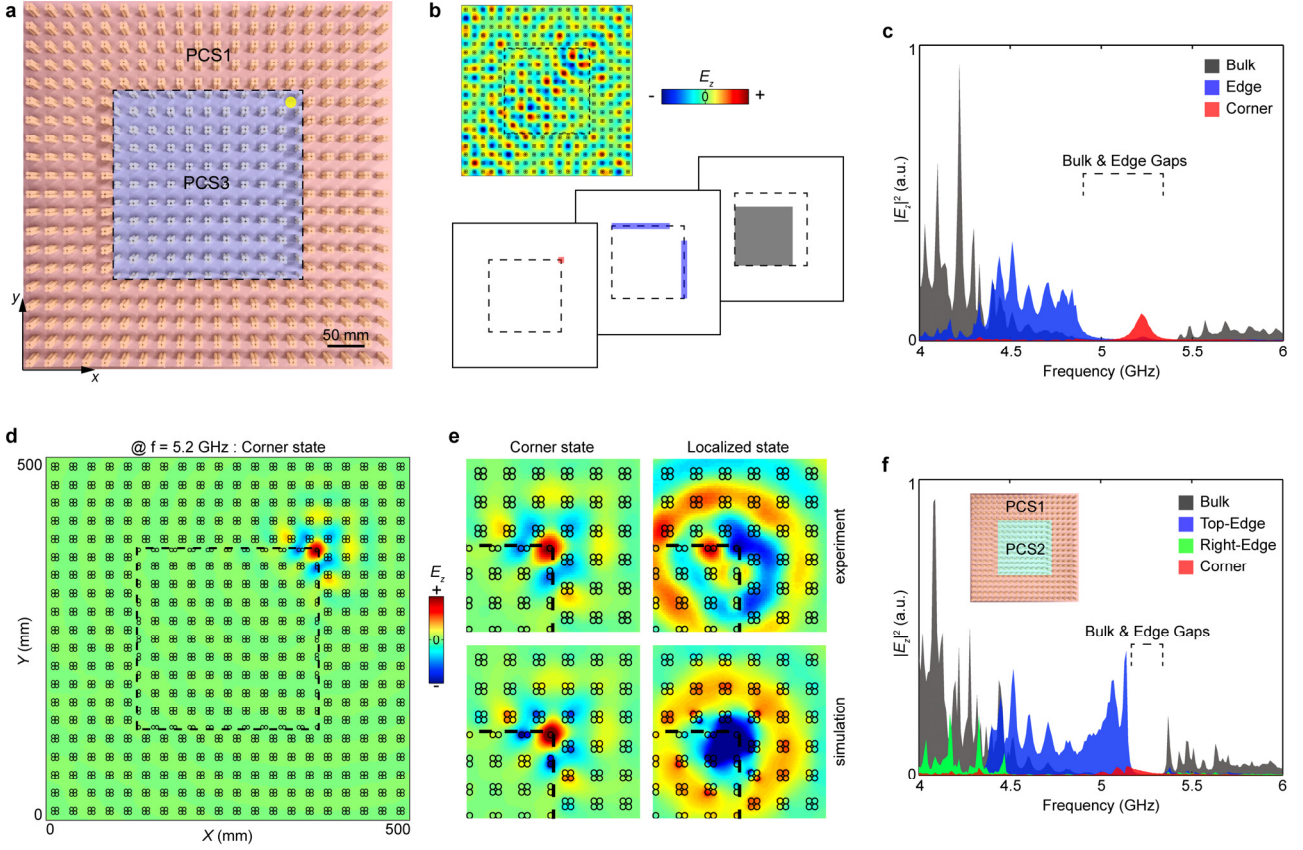 a
PCS1
PCS3
50 mm
y
x
b
E_z
- 0 +
c
1
|E_z|² (a.u.)
0
Bulk
Edge
Corner
Bulk & Edge Gaps
4 4.5 5 5.5 6
Frequency (GHz)
d
@ f = 5.2 GHz : Corner state
500
Y (mm)
0
0 500
X (mm)
E_z
+
0
-
e
Corner state Localized state
experiment
simulation
f
1
|E_z|² (a.u.)
0
PCS1
PCS2
Bulk
Top-Edge
Right-Edge
Corner
Bulk & Edge Gaps
4 4.5 5 5.5 6
Frequency (GHz)